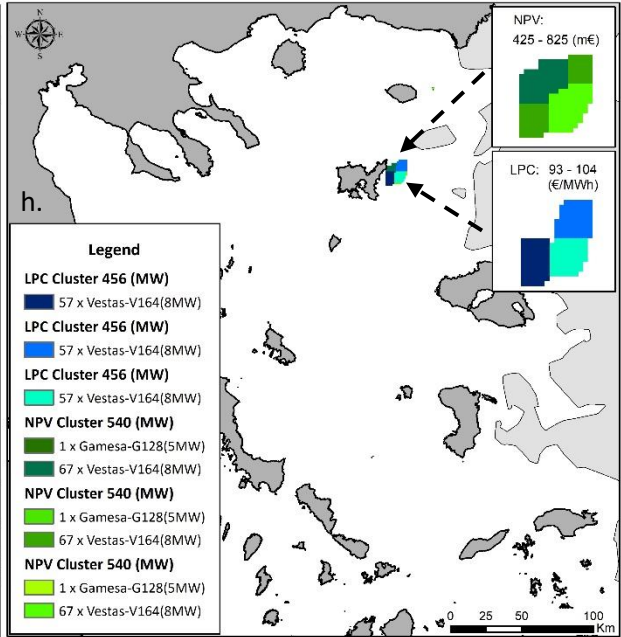 N
W E
S
NPV:
425 - 825 (m€)
LPC: 93 - 104
(€/MWh)
h.
Legend
LPC Cluster 456 (MW)
57 x Vestas-V164(8MW)
LPC Cluster 456 (MW)
57 x Vestas-V164(8MW)
LPC Cluster 456 (MW)
57 x Vestas-V164(8MW)
NPV Cluster 540 (MW)
1 x Gamesa-G128(5MW)
67 x Vestas-V164(8MW)
NPV Cluster 540 (MW)
1 x Gamesa-G128(5MW)
67 x Vestas-V164(8MW)
NPV Cluster 540 (MW)
1 x Gamesa-G128(5MW)
67 x Vestas-V164(8MW)
0 25 50 100
Km